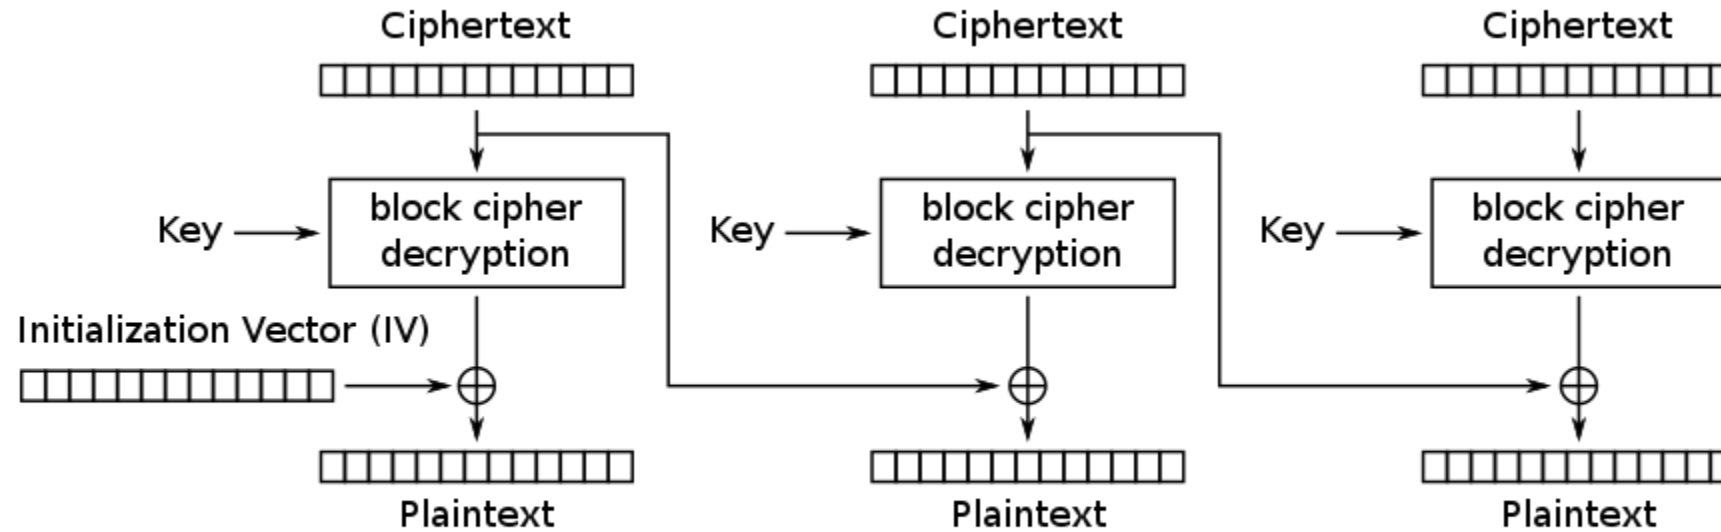 Ciphertext
Ciphertext
Ciphertext
Key
block cipher
decryption
Key
block cipher
decryption
Key
block cipher
decryption
Initialization Vector (IV)
Plaintext
Plaintext
Plaintext